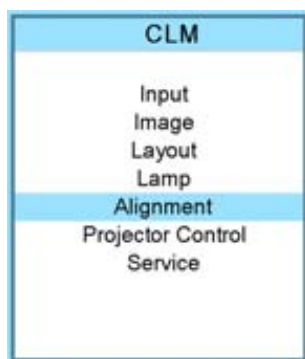 CLM
Input
Image
Layout
Lamp
Alignment
Projector Control
Service